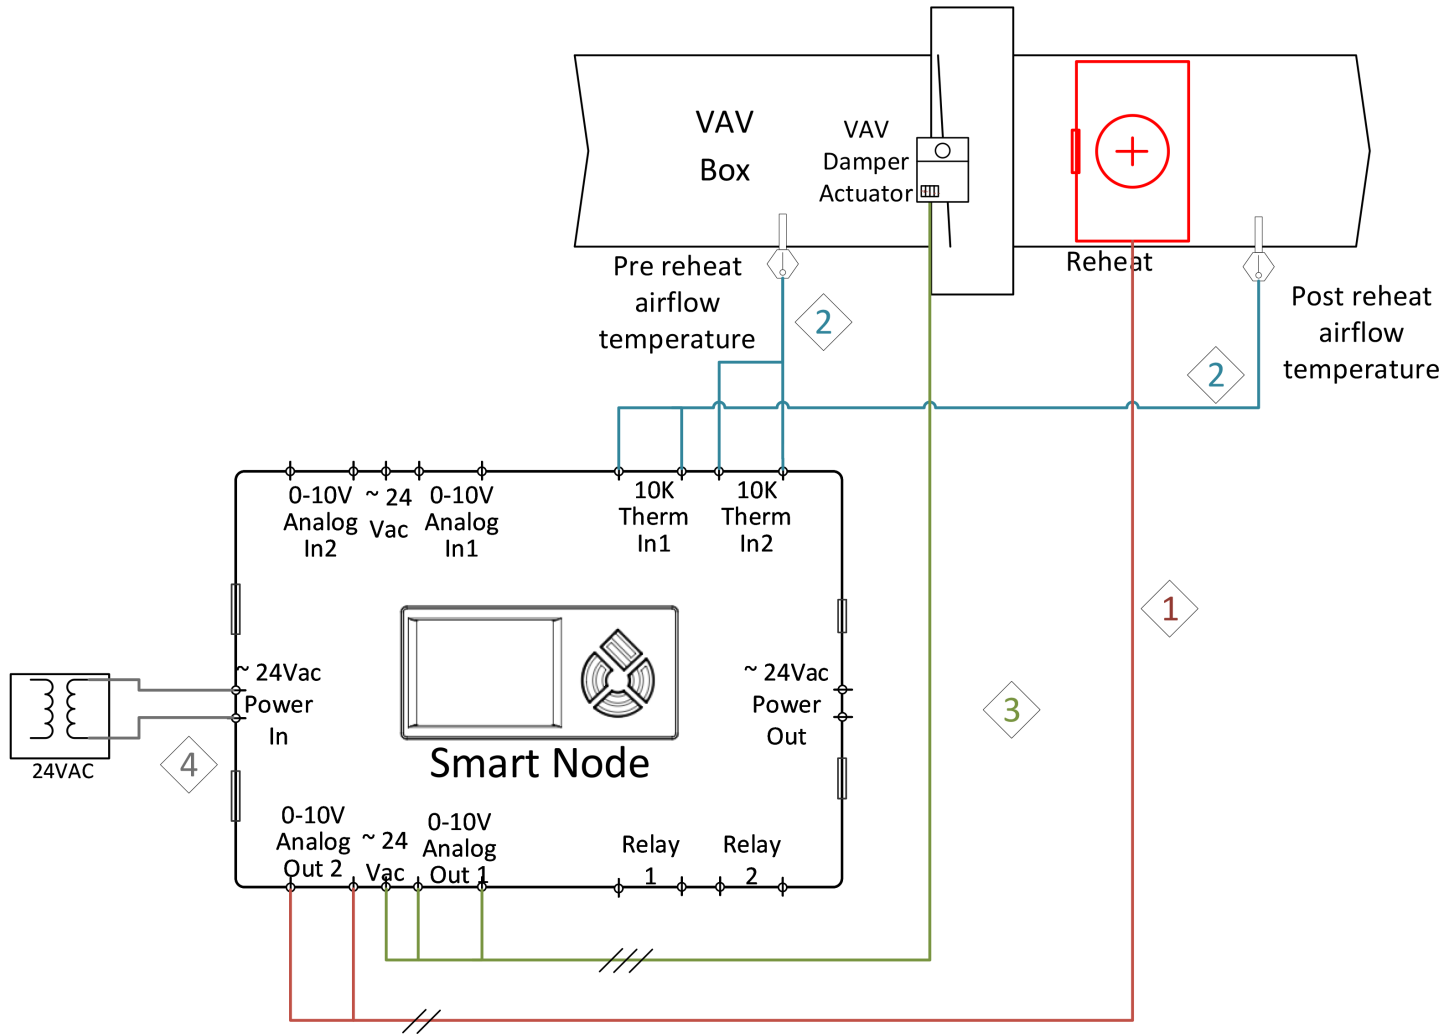 VAV
Box
VAV
Damper
Actuator
Pre reheat
airflow
temperature
Reheat
Post reheat
airflow
temperature
2
2
0-10V
Analog
In2
~ 24
Vac
0-10V
Analog
In1
10K
Therm
In1
10K
Therm
In2
1
~ 24Vac
Power
In
~ 24Vac
Power
Out
3
24VAC
4
Smart Node
0-10V
Analog
Out 2
~ 24
Vac
0-10V
Analog
Out 1
Relay
1
Relay
2